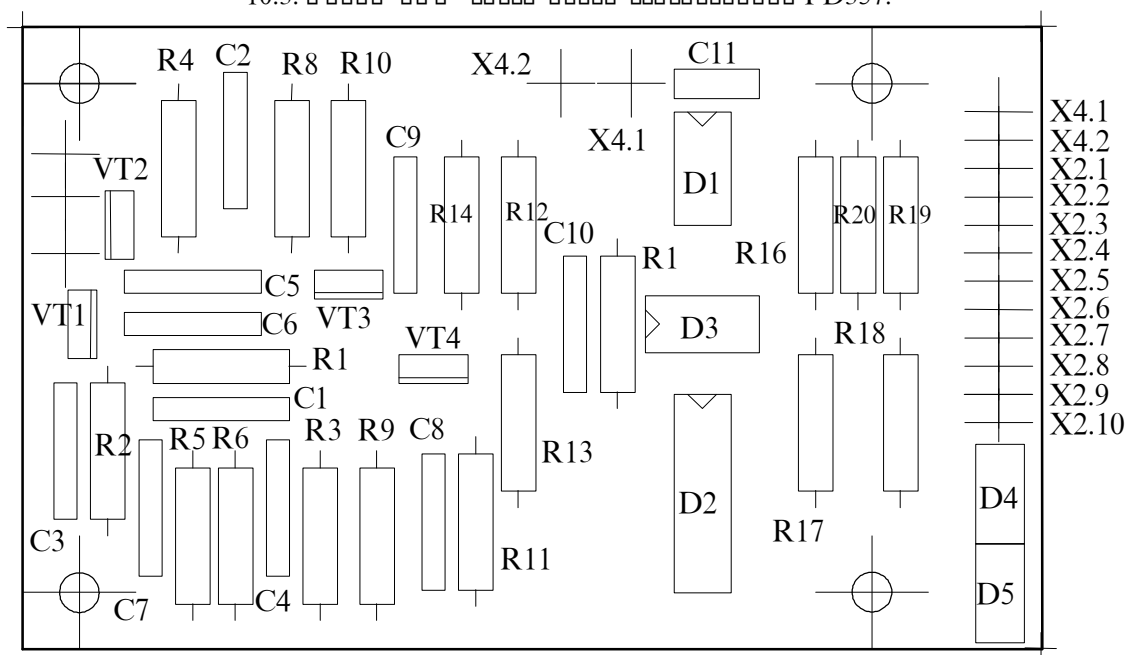 10.3. PD337.
R4 C2 R8 R10 X4.2 C11
X4.1
X4.2
X2.1
X2.2
X2.3
X2.4
X2.5
X2.6
X2.7
X2.8
X2.9
X2.10
C9 X4.1
VT2 D1
R14 R12 R20 R19
C10
R1 R16
C5
VT1 VT3
C6 D3
VT4 R18
R1
C1
R2 R5 R6 R3 R9 C8
R13
D2 D4
C3 R17
R11
C7 C4 D5